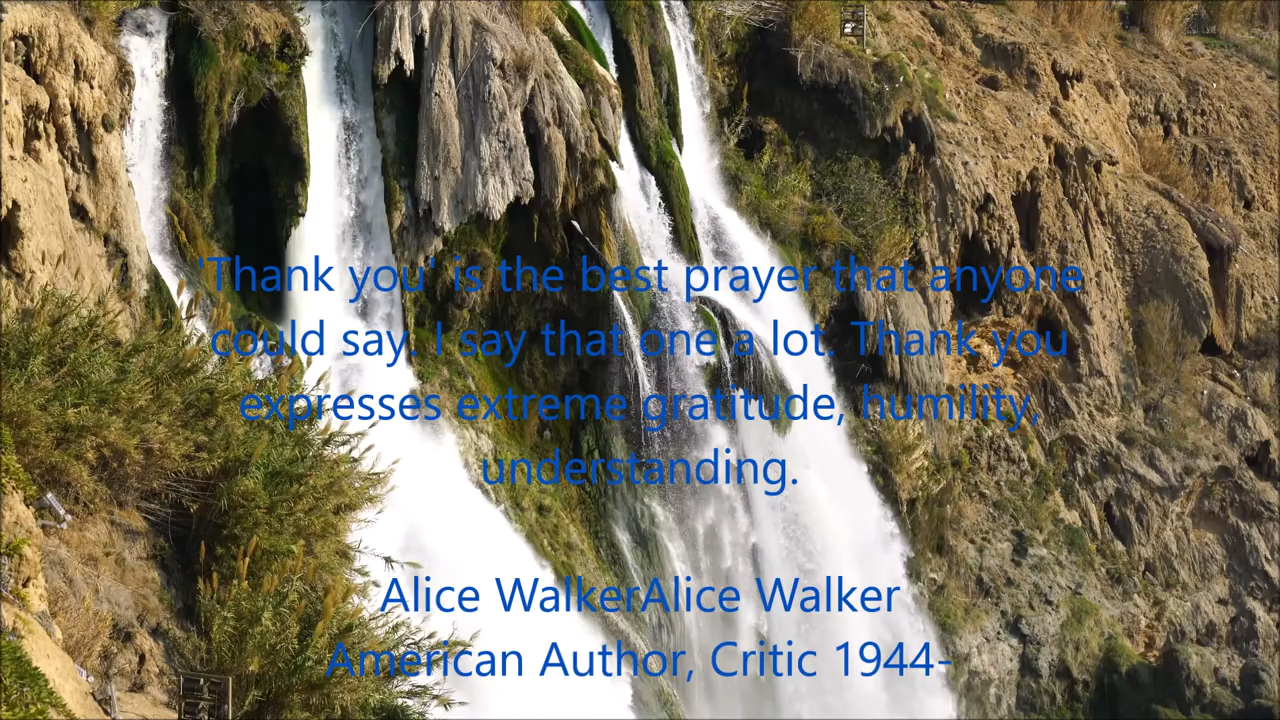 'Thank you' is the best prayer that anyone
could say. I say that one a lot. Thank you
expresses extreme gratitude, humility,
understanding.
Alice WalkerAlice Walker
American Author, Critic 1944-